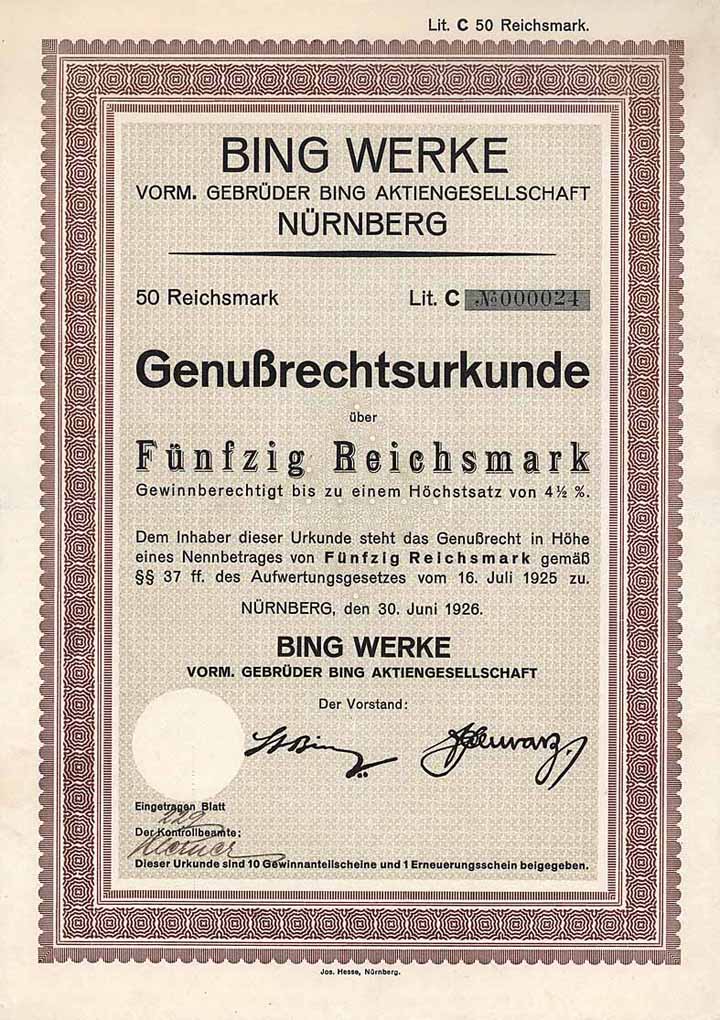 Lit. C 50 Reichsmark.
BING WERKE
VORM. GEBRÜDER BING AKTIENGESELLSCHAFT
NÜRNBERG
50 Reichsmark Lit. C № 000024
Genußrechtsurkunde
über
Fünfzig Reichsmark
Gewinnberechtigt bis zu einem Höchstsatz von 4½ %.
Dem Inhaber dieser Urkunde steht das Genußrecht in Höhe
eines Nennbetrages von Fünfzig Reichsmark gemäß
§§ 37 ff. des Aufwertungsgesetzes vom 16. Juli 1925 zu.
NÜRNBERG, den 30. Juni 1926.
BING WERKE
VORM. GEBRÜDER BING AKTIENGESELLSCHAFT
Der Vorstand:
Eingetragen Blatt
229
Der Kontrollbeamte:
Dieser Urkunde sind 10 Gewinnanteilscheine und 1 Erneuerungsschein beigegeben.
Jos. Hesse, Nürnberg.